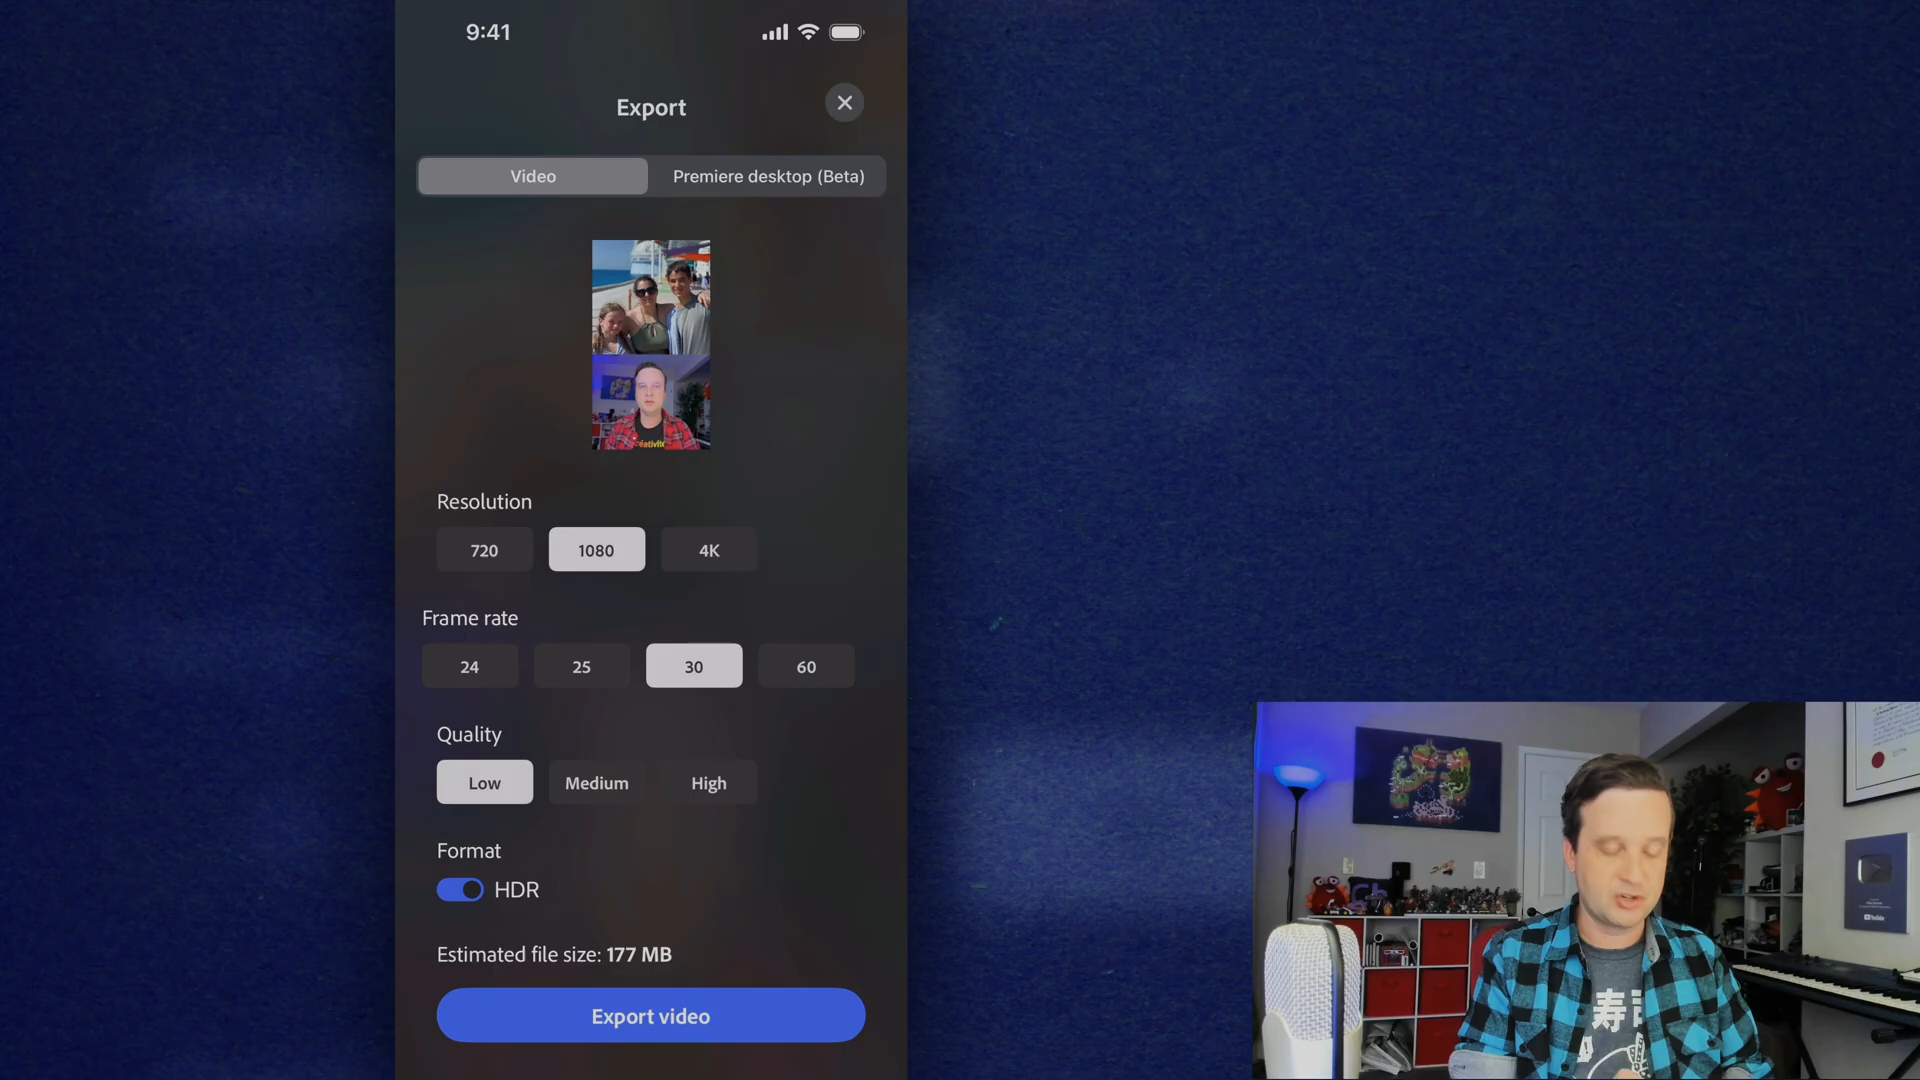 9:41
Export
Video
Premiere desktop (Beta)
Resolution
720
1080
4K
Frame rate
24
25
30
60
Quality
Low
Medium
High
Format
HDR
Estimated file size: 177 MB
Export video
YouTube
寿